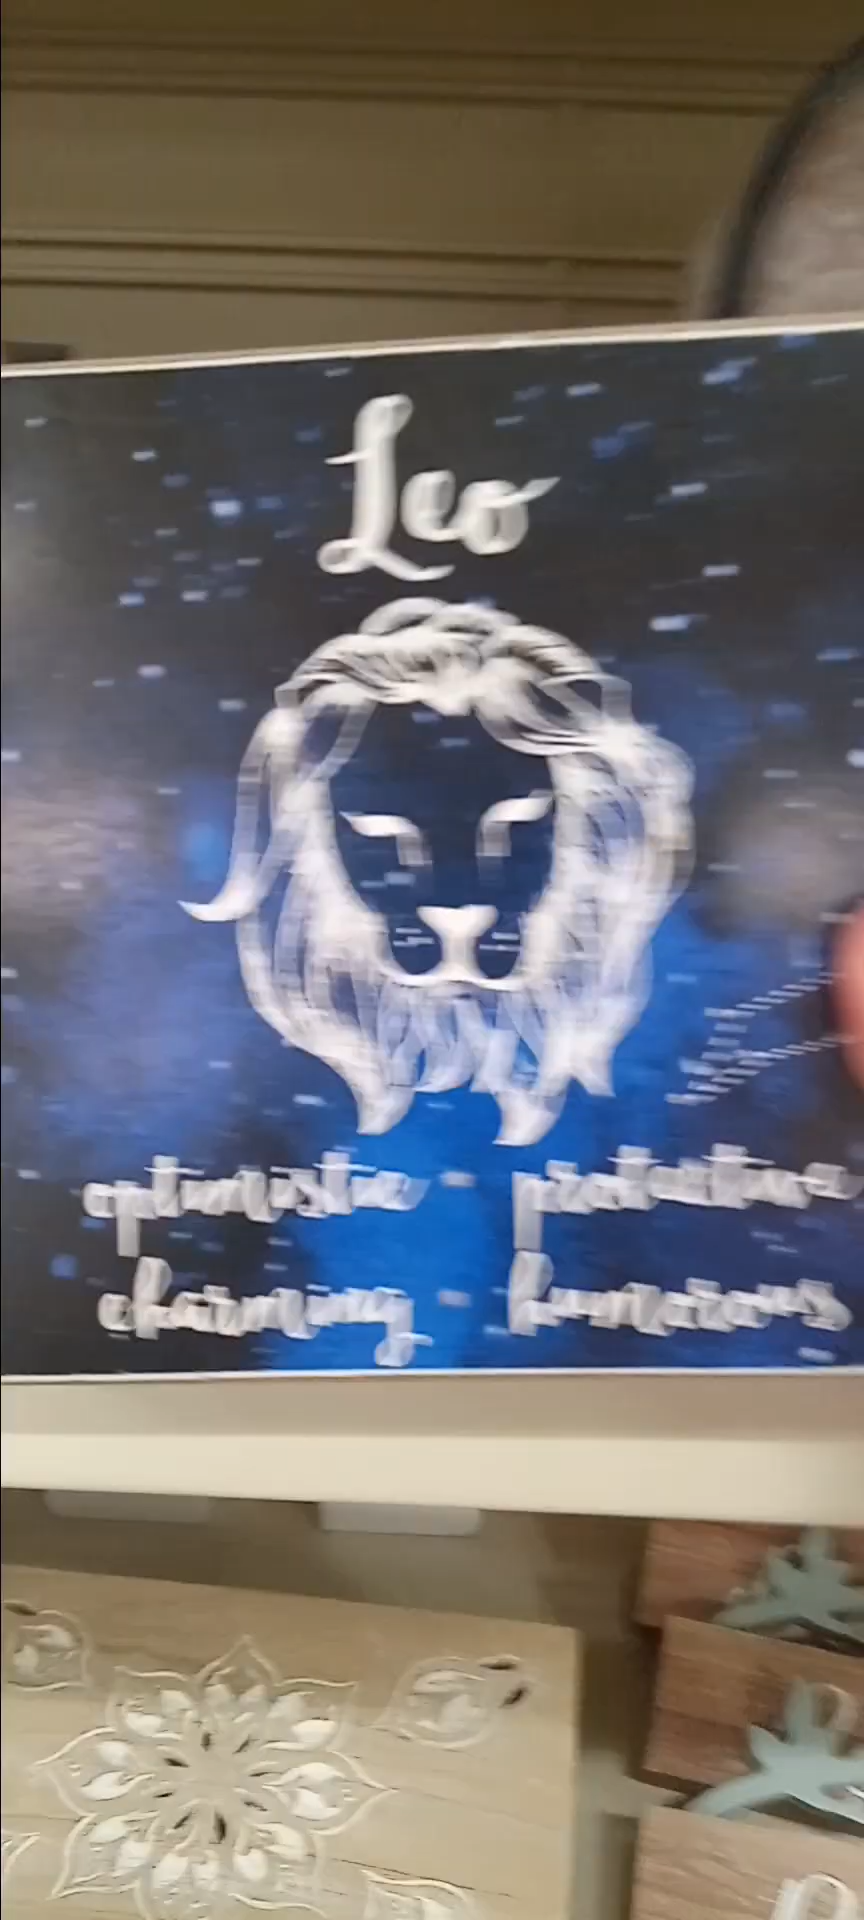 Leo
optimistic - protective
charming - humorous